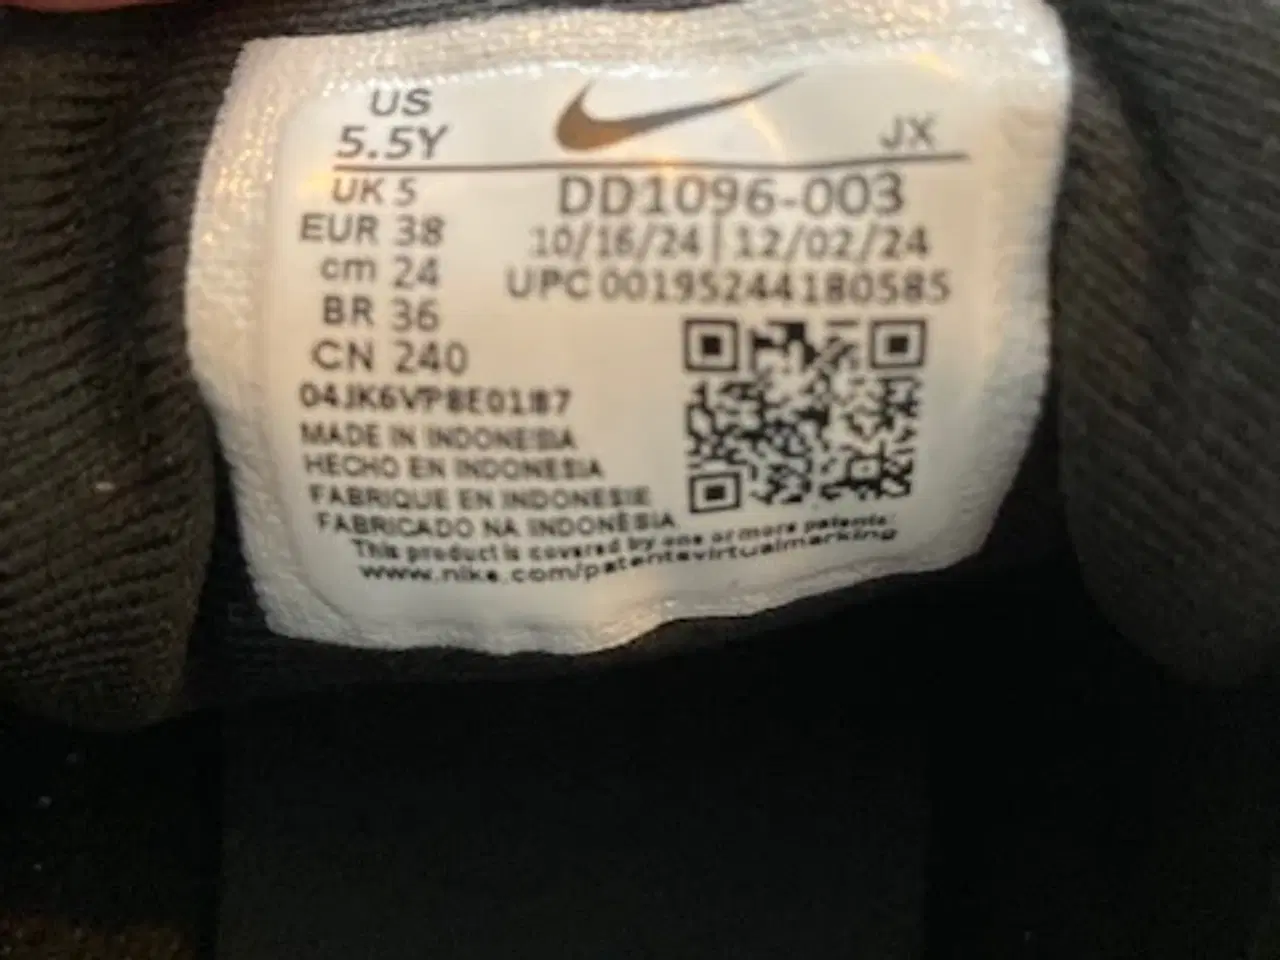 US
5.5Y
JX
UK 5
DD1096-003
EUR 38
10/16/24 | 12/02/24
cm 24
UPC 00195244180585
BR 36
CN 240
04JK6VP8E0187
MADE IN INDONESIA
HECHO EN INDONESIA
FABRIQUE EN INDONESIE
FABRICADO NA INDONÉSIA
This product is covered by one or more patents:
www.nike.com/patentsvirtualmarking